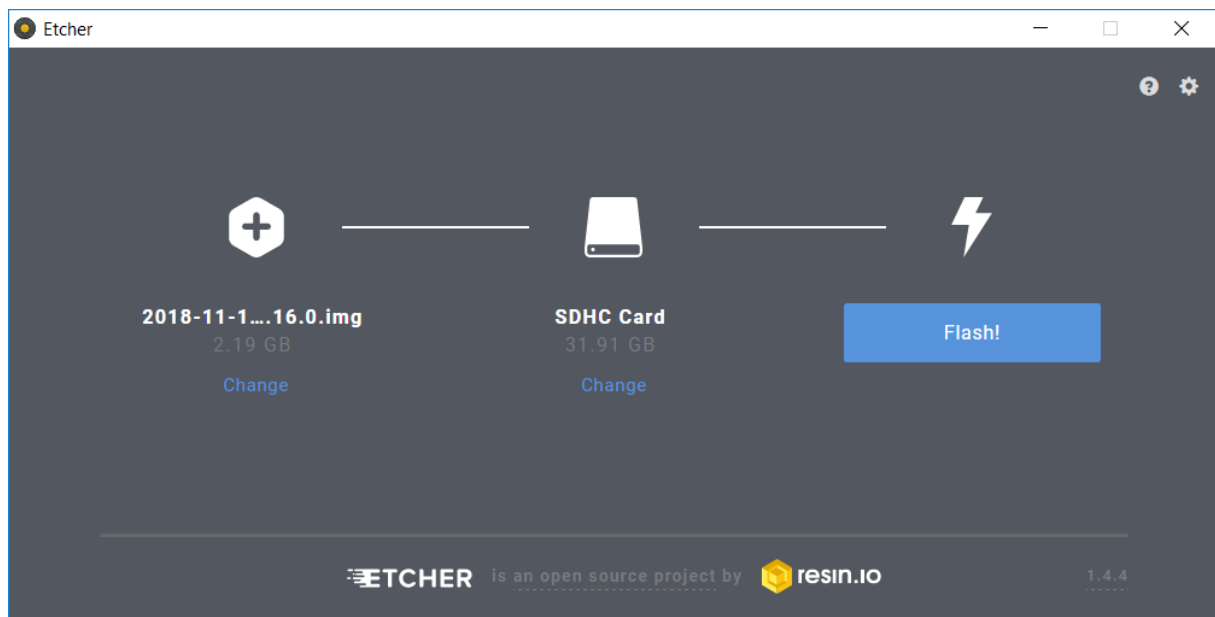 Etcher
2018-11-1....16.0.img
2.19 GB
Change
SDHC Card
31.91 GB
Change
Flash!
ETCHER is an open source project by resin.io
1.4.4